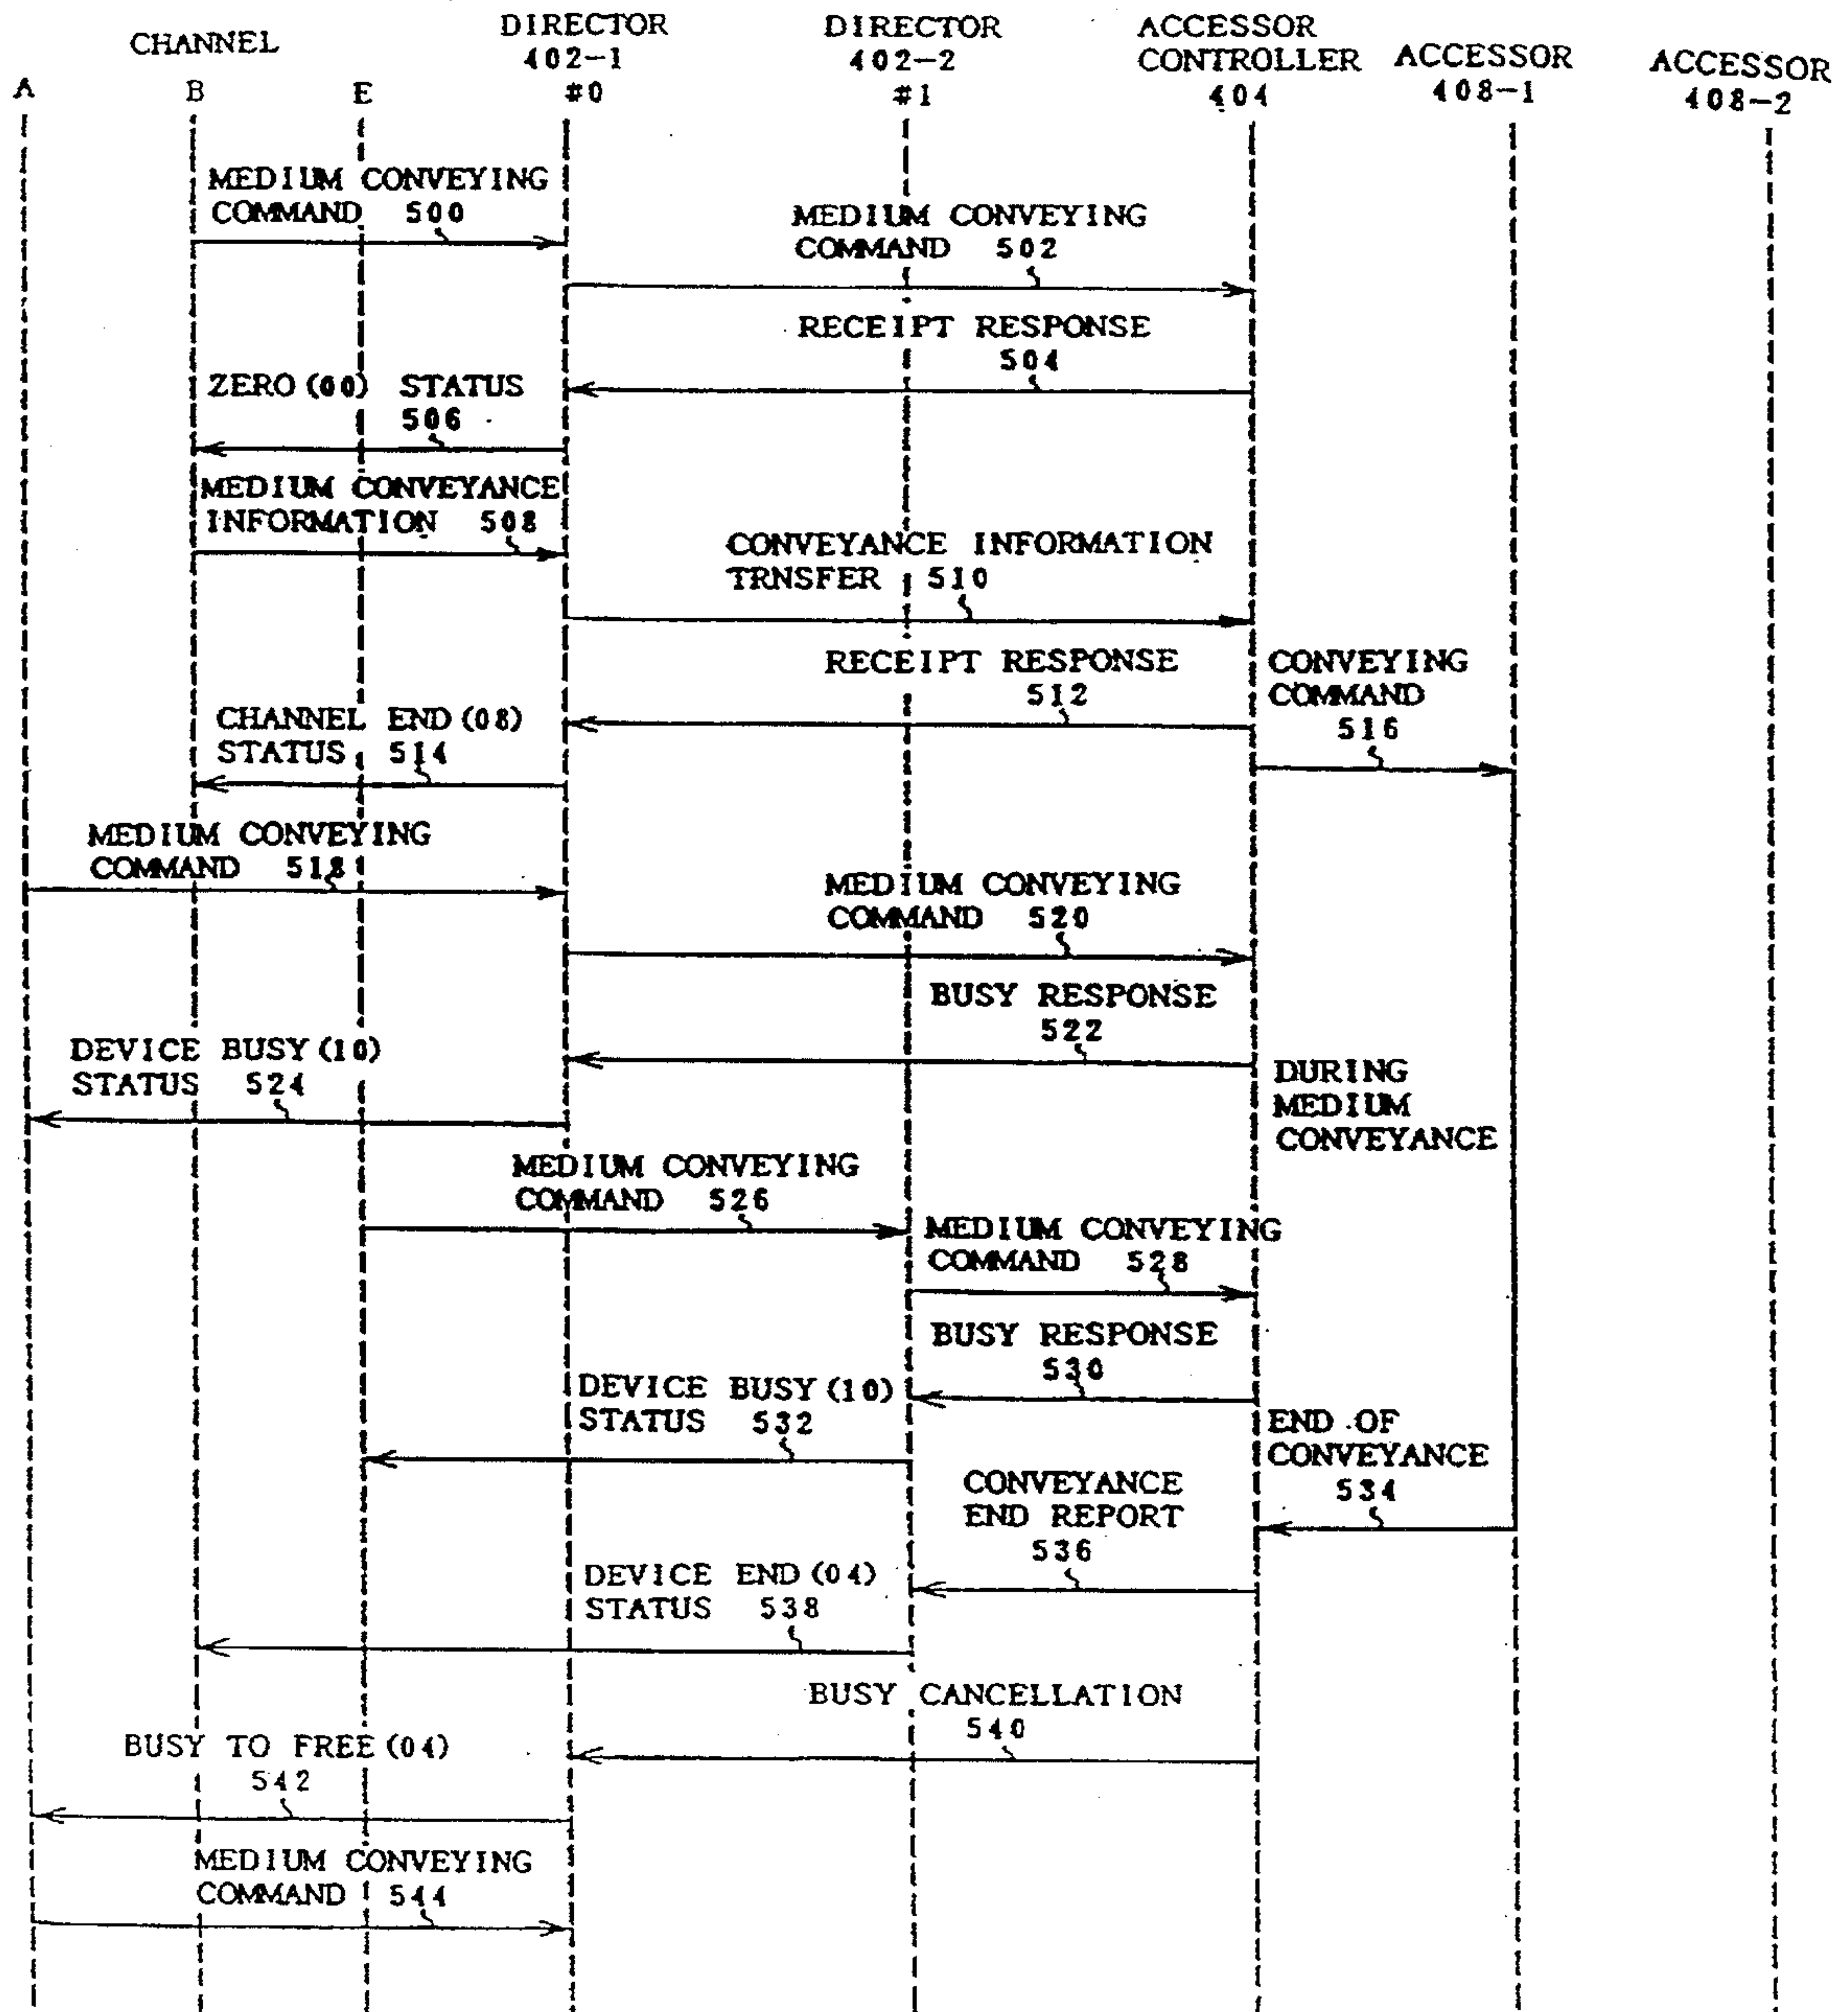 CHANNEL
A
B
E
DIRECTOR
402-1
#0
DIRECTOR
402-2
#1
ACCESSOR
CONTROLLER
404
ACCESSOR
408-1
ACCESSOR
408-2
MEDIUM CONVEYING
COMMAND 500
MEDIUM CONVEYING
COMMAND 502
RECEIPT RESPONSE
504
ZERO(00) STATUS
506
MEDIUM CONVEYANCE
INFORMATION 508
CONVEYANCE INFORMATION
TRNSFER 510
RECEIPT RESPONSE
512
CONVEYING
COMMAND
516
CHANNEL END(08)
STATUS 514
MEDIUM CONVEYING
COMMAND 518
MEDIUM CONVEYING
COMMAND 520
BUSY RESPONSE
522
DEVICE BUSY(10)
STATUS 524
DURING
MEDIUM
CONVEYANCE
MEDIUM CONVEYING
COMMAND 526
MEDIUM CONVEYING
COMMAND 528
BUSY RESPONSE
530
DEVICE BUSY(10)
STATUS 532
END OF
CONVEYANCE
534
CONVEYANCE
END REPORT
536
DEVICE END(04)
STATUS 538
BUSY CANCELLATION
540
BUSY TO FREE(04)
542
MEDIUM CONVEYING
COMMAND 544